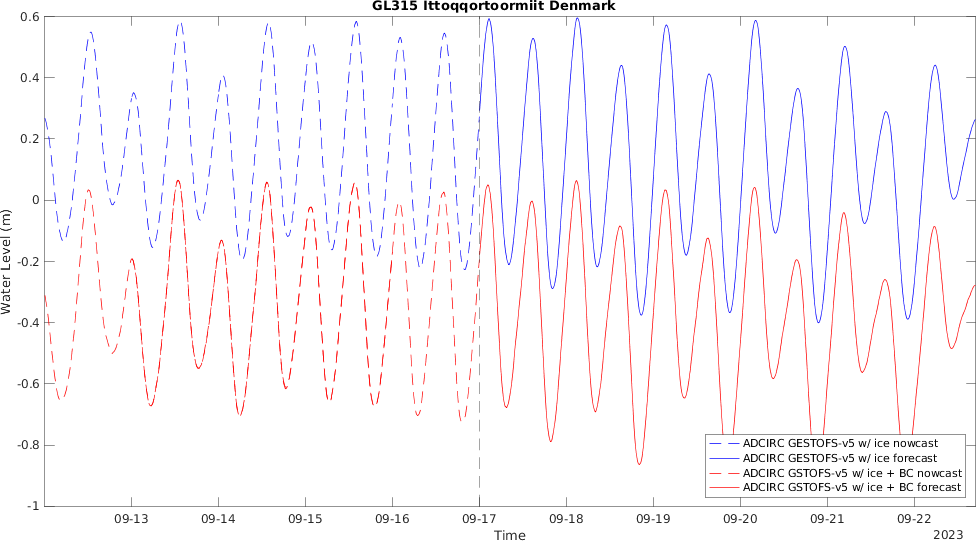 GL315 Ittoqqortoormiit Denmark
0.6
0.4
0.2
0
-0.2
-0.4
-0.6
-0.8
-1
Water Level (m)
ADCIRC GESTOFS-v5 w/ ice nowcast
ADCIRC GESTOFS-v5 w/ ice forecast
ADCIRC GSTOFS-v5 w/ ice + BC nowcast
ADCIRC GSTOFS-v5 w/ ice + BC forecast
09-13 09-14 09-15 09-16 09-17 09-18 09-19 09-20 09-21 09-22
Time
2023